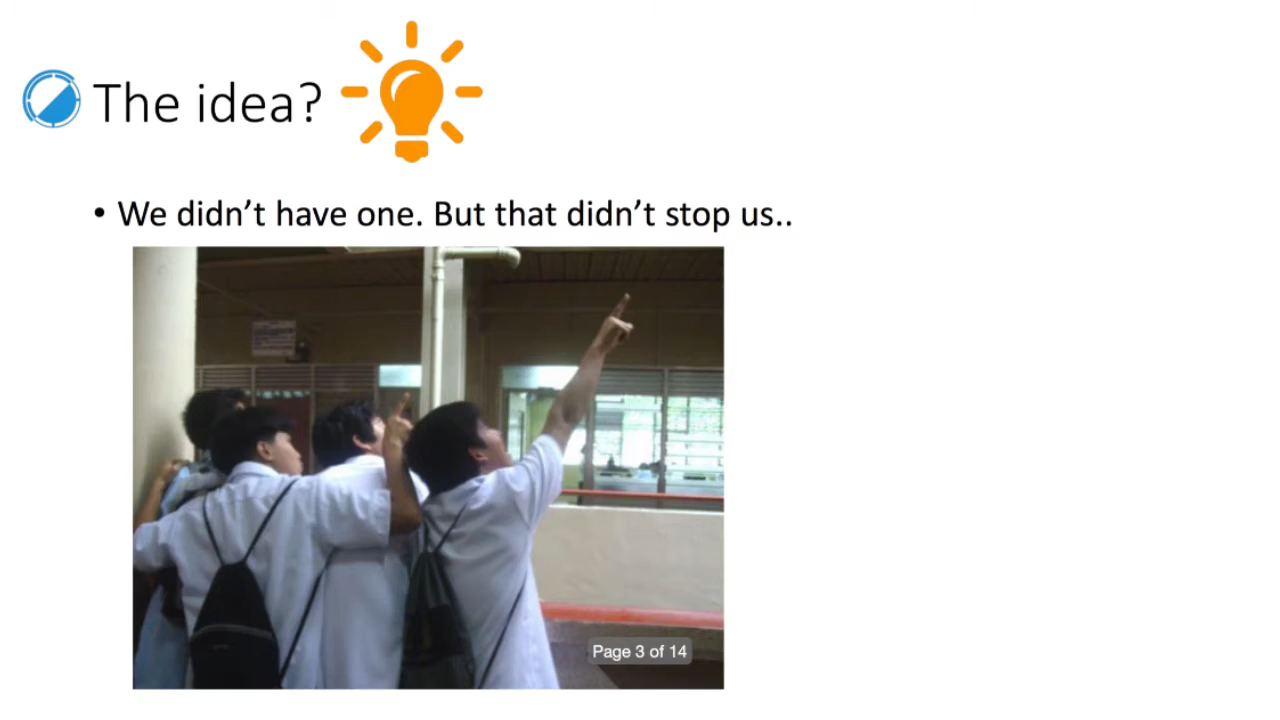 The idea?
• We didn’t have one. But that didn’t stop us..
Page 3 of 14